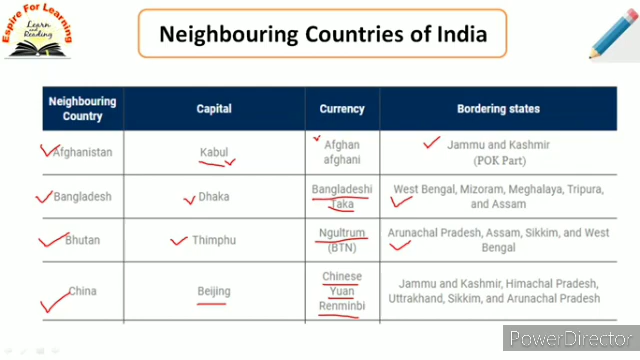 Espire For Learning
Learn
and
Reading
Neighbouring Countries of India
Neighbouring
Country
Capital
Currency
Bordering states
Afghanistan
Kabul
Afghan
afghani
Jammu and Kashmir
(POK Part)
Bangladesh
Dhaka
Bangladeshi
Taka
West Bengal, Mizoram, Meghalaya, Tripura,
and Assam
Bhutan
Thimphu
Ngultrum
(BTN)
Arunachal Pradesh, Assam, Sikkim, and West
Bengal
China
Beijing
Chinese
Yuan
Renminbi
Jammu and Kashmir, Himachal Pradesh,
Uttrakhand, Sikkim, and Arunachal Pradesh
PowerDirector